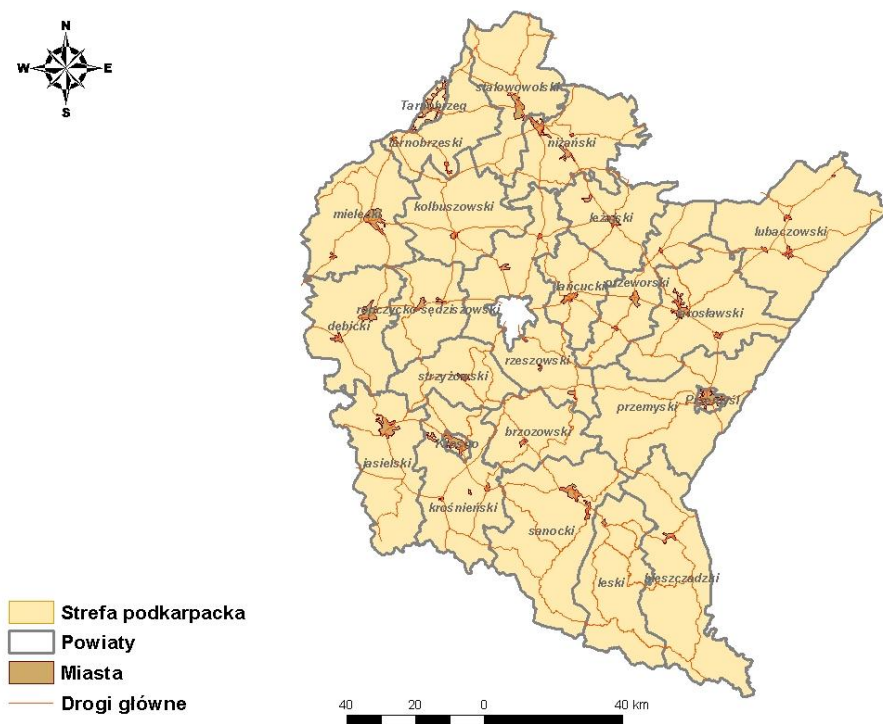 N
W E
S
stalowowolski
Tarnobrzeg
tarnobrzeski
niżański
kolbuszowski
mielecki
leżajski
lubaczowski
łańcucki
przeworski
ropczycko-sędziszowski
jarosławski
dębicki
rzeszowski
strzyżowski
przemyski
Przemyśl
brzozowski
Krosno
jasielski
krośnieński
sanocki
leski
bieszczadzki
Strefa podkarpacka
Powiaty
Miasta
Drogi główne
40 20 0 40 km